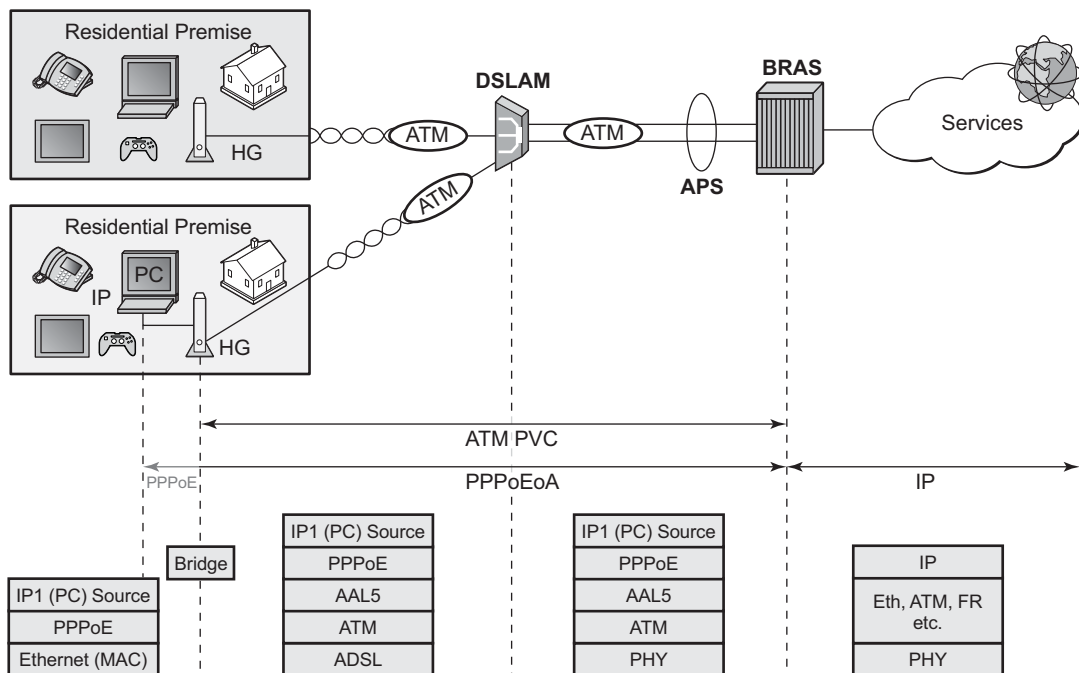 Residential Premise
HG
ATM
DSLAM
ATM
APS
BRAS
Services
Residential Premise
PC
IP
HG
ATM
ATM PVC
PPPoE
PPPoEoA
IP
IP1 (PC) Source
PPPoE
Ethernet (MAC)
Bridge
IP1 (PC) Source
PPPoE
AAL5
ATM
ADSL
IP1 (PC) Source
PPPoE
AAL5
ATM
PHY
IP
Eth, ATM, FR
etc.
PHY